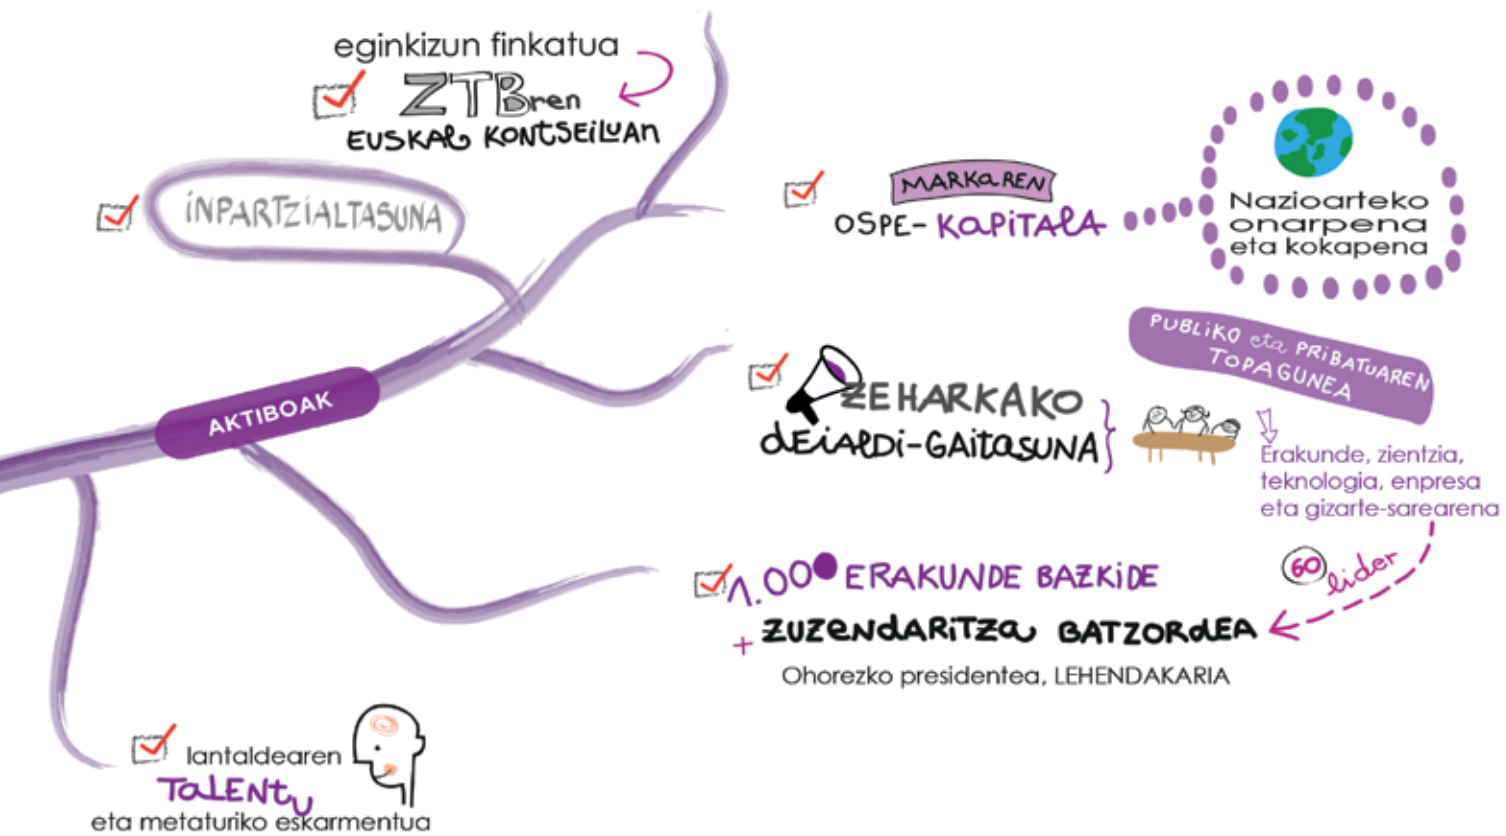 eginkizun finkatua
ZTBren
EUSKAL KONTSEILUAN
INPARTZIALTASUNA
AKTIBOAK
MARKAREN
OSPE-KAPITALA
Nazioarteko
onarpena
eta kokapena
PUBLIKO eta PRIBATUAREN
TOPAGUNEA
ZEHARKAKO
DEIALDI-GAITASUNA
Erakunde, zientzia,
teknologia, enpresa
eta gizarte-sarearena
60 lider
1.000 ERAKUNDE BAZKIDE
+ ZUZENDARITZA BATZORDEA
Ohorezko presidentea, LEHENDAKARIA
lantaldearen
TALENTU
eta metaturiko eskarmentua